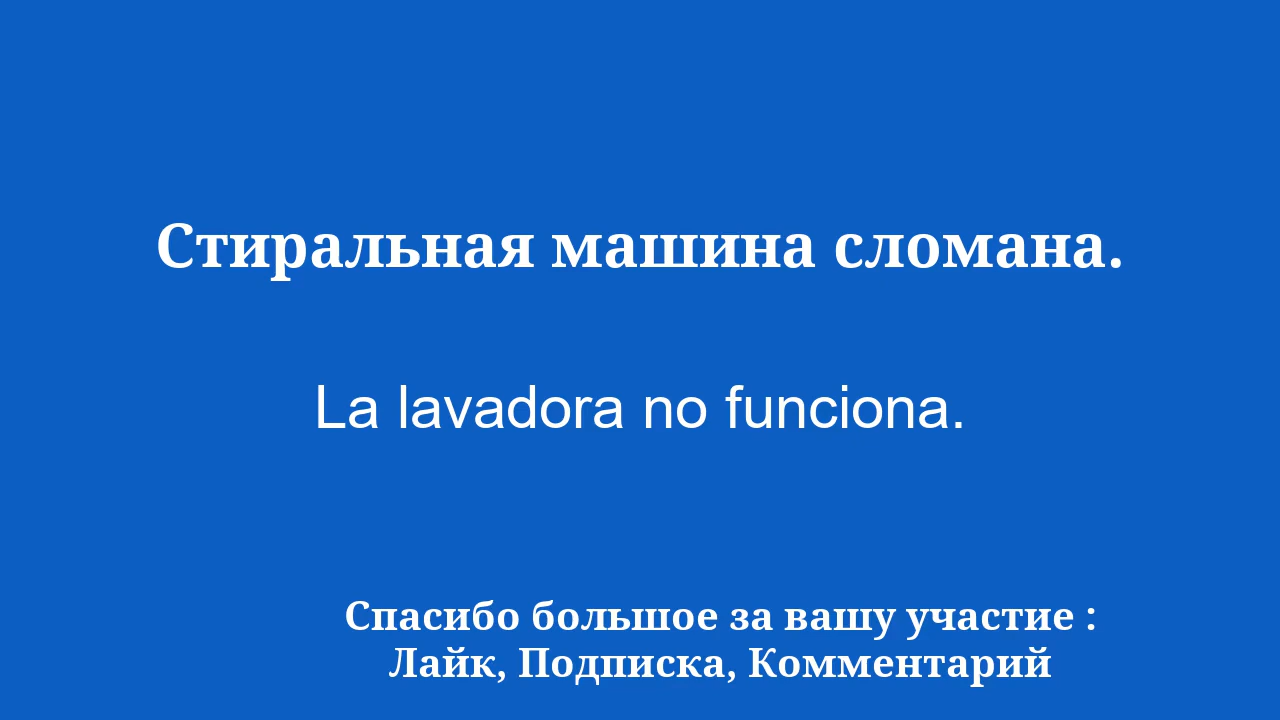 Стиральная машина сломана.
La lavadora no funciona.
Спасибо большое за вашу участие :
Лайк, Подписка, Комментарий